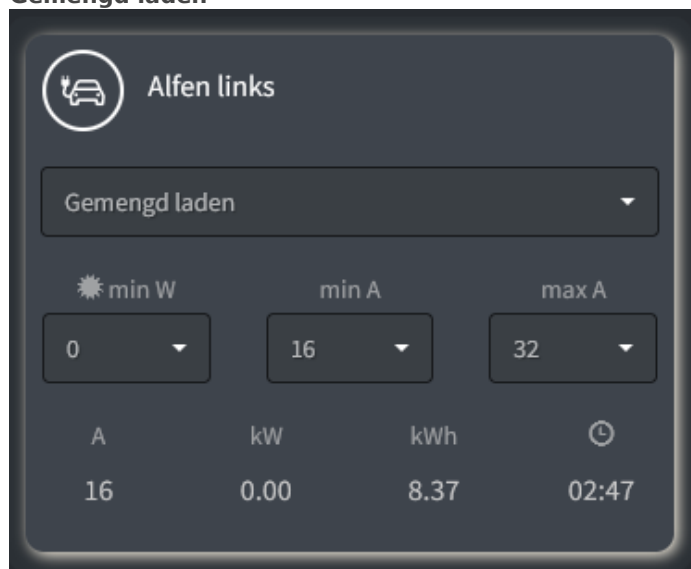 Alfen links
Gemengd laden
min W min A max A
0 16 32
A kW kWh
16 0.00 8.37 02:47